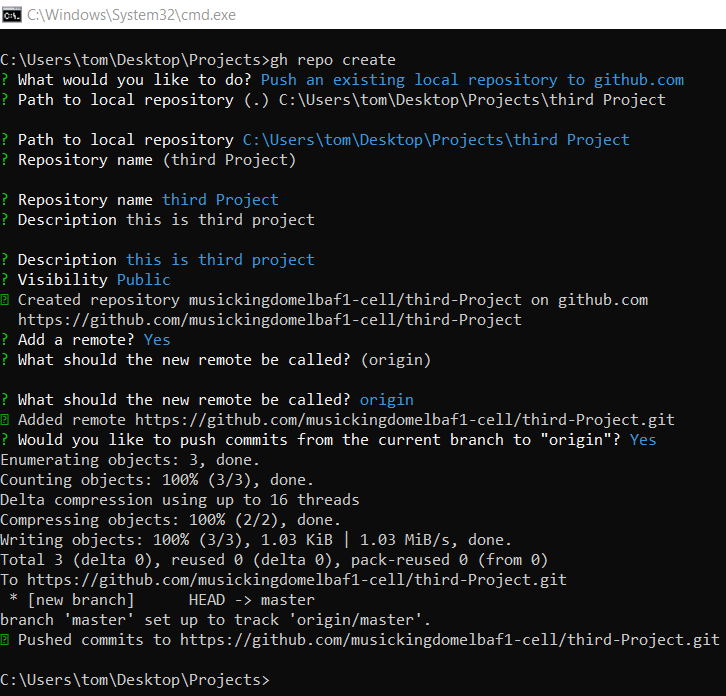 C:\Windows\System32\cmd.exe
C:\Users\tom\Desktop\Projects>gh repo create
? What would you like to do? Push an existing local repository to github.com
? Path to local repository (.) C:\Users\tom\Desktop\Projects\third Project
? Path to local repository C:\Users\tom\Desktop\Projects\third Project
? Repository name (third Project)
? Repository name third Project
? Description this is third project
? Description this is third project
? Visibility Public
⍰ Created repository musickingdomelbaf1-cell/third-Project on github.com
https://github.com/musickingdomelbaf1-cell/third-Project
? Add a remote? Yes
? What should the new remote be called? (origin)
? What should the new remote be called? origin
⍰ Added remote https://github.com/musickingdomelbaf1-cell/third-Project.git
? Would you like to push commits from the current branch to "origin"? Yes
Enumerating objects: 3, done.
Counting objects: 100% (3/3), done.
Delta compression using up to 16 threads
Compressing objects: 100% (2/2), done.
Writing objects: 100% (3/3), 1.03 KiB | 1.03 MiB/s, done.
Total 3 (delta 0), reused 0 (delta 0), pack-reused 0 (from 0)
To https://github.com/musickingdomelbaf1-cell/third-Project.git
 * [new branch]      HEAD -> master
branch 'master' set up to track 'origin/master'.
⍰ Pushed commits to https://github.com/musickingdomelbaf1-cell/third-Project.git
C:\Users\tom\Desktop\Projects>